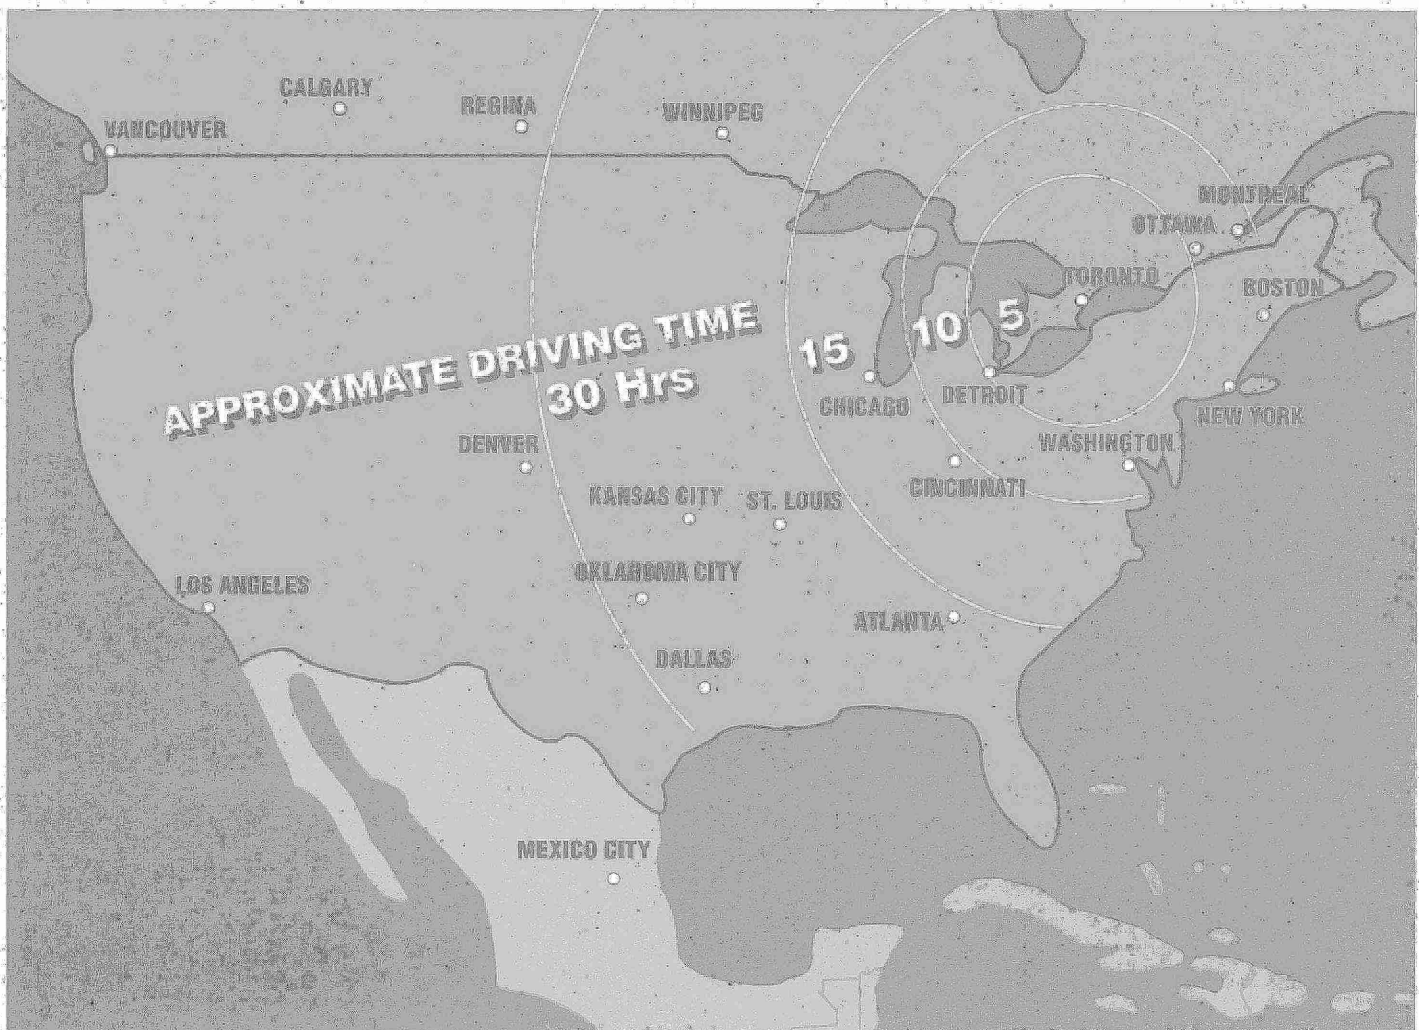 CALGARY
REGINA
WINNIPEG
VANCOUVER
MONTREAL
OTTAWA
TORONTO
BOSTON
APPROXIMATE DRIVING TIME
30 Hrs
15
10
5
CHICAGO
DETROIT
NEW YORK
DENVER
WASHINGTON
KANSAS CITY
ST. LOUIS
CINCINNATI
OKLAHOMA CITY
LOS ANGELES
ATLANTA
DALLAS
MEXICO CITY